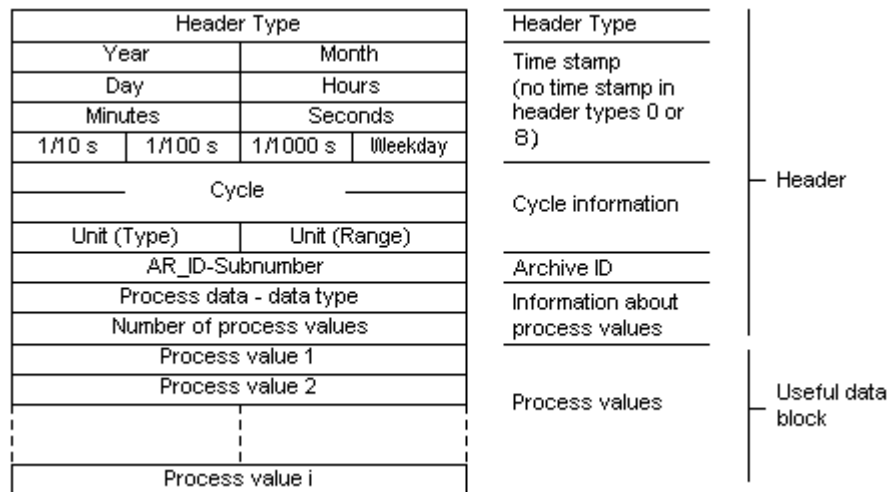 Header Type
Header Type
Year Month
Time stamp
(no time stamp in
header types 0 or
8)
Day Hours
Minutes Seconds
1/10 s 1/100 s 1/1000 s Weekday
Cycle
Cycle information
Header
Unit (Type) Unit (Range)
AR_ID-Subnumber
Archive ID
Process data - data type
Information about
process values
Number of process values
Process value 1
Process value 2
Process values
Useful data
block
Process value i